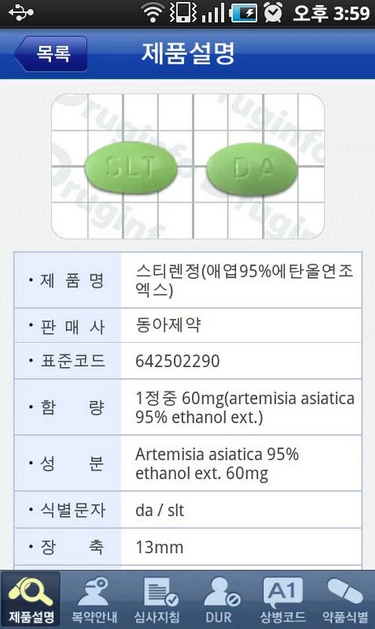 오후 3:59
목록
제품설명
Druginfo
SLT
DA
• 제 품 명
스티렌정(애엽95%에탄올연조
엑스)
• 판 매 사
동아제약
• 표준코드
642502290
• 함 량
1정중 60mg(artemisia asiatica
95% ethanol ext.)
• 성 분
Artemisia asiatica 95%
ethanol ext. 60mg
• 식별문자
da / slt
• 장 축
13mm
제품설명
복약안내
심사지침
DUR
A1
상병코드
약품식별